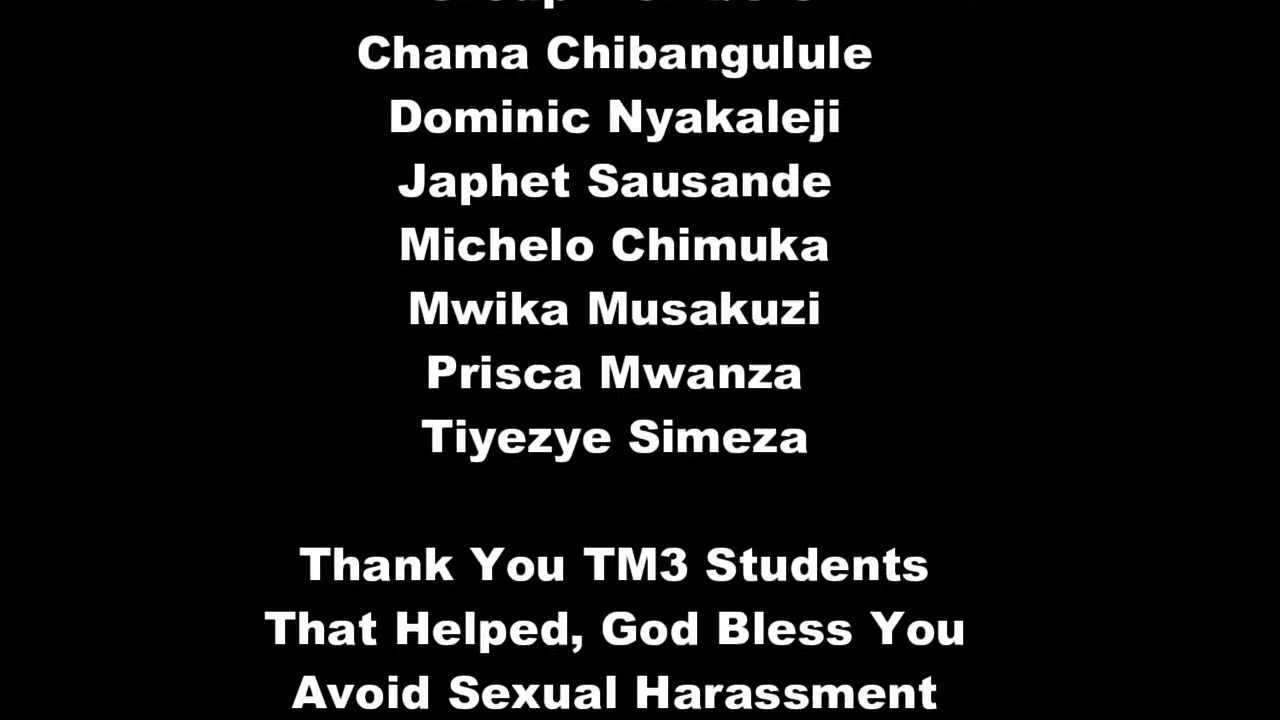 Chama Chibangulule
Dominic Nyakaleji
Japhet Sausande
Michelo Chimuka
Mwika Musakuzi
Prisca Mwanza
Tiyezye Simeza
Thank You TM3 Students
That Helped, God Bless You
Avoid Sexual Harassment